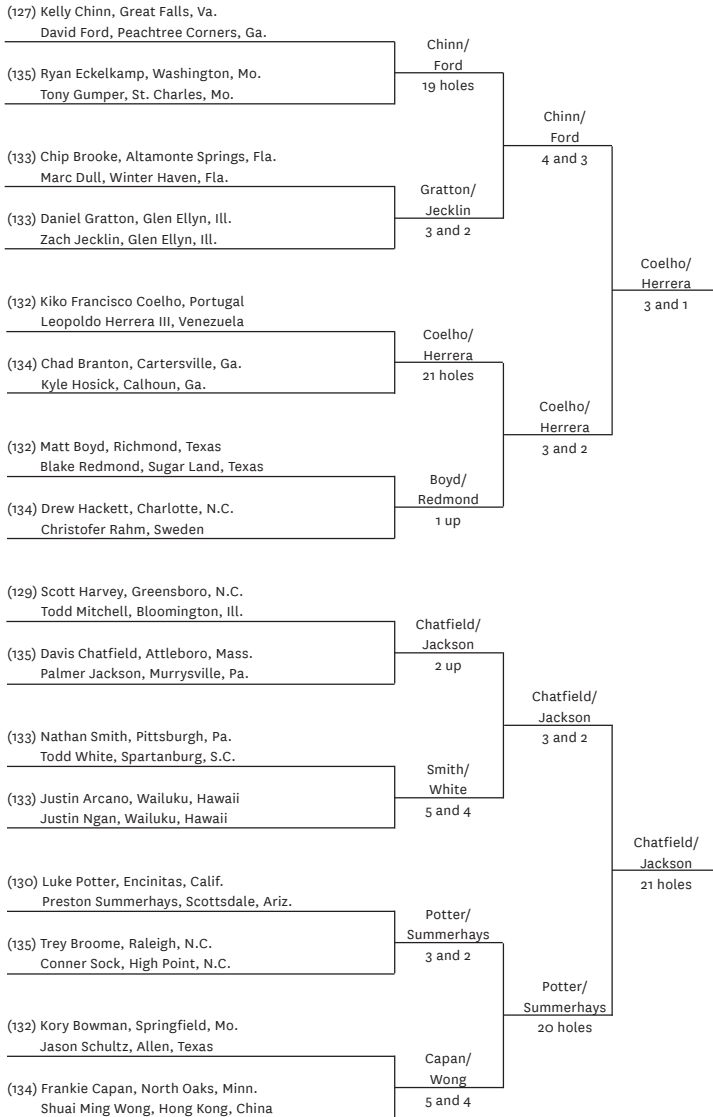 (127) Kelly Chinn, Great Falls, Va.
David Ford, Peachtree Corners, Ga.
(135) Ryan Eckelkamp, Washington, Mo.
Tony Gumper, St. Charles, Mo.
(133) Chip Brooke, Altamonte Springs, Fla.
Marc Dull, Winter Haven, Fla.
(133) Daniel Gratton, Glen Ellyn, Ill.
Zach Jecklin, Glen Ellyn, Ill.
(132) Kiko Francisco Coelho, Portugal
Leopoldo Herrera III, Venezuela
(134) Chad Branton, Cartersville, Ga.
Kyle Hosick, Calhoun, Ga.
(132) Matt Boyd, Richmond, Texas
Blake Redmond, Sugar Land, Texas
(134) Drew Hackett, Charlotte, N.C.
Christofer Rahm, Sweden
(129) Scott Harvey, Greensboro, N.C.
Todd Mitchell, Bloomington, Ill.
(135) Davis Chatfield, Attleboro, Mass.
Palmer Jackson, Murrysville, Pa.
(133) Nathan Smith, Pittsburgh, Pa.
Todd White, Spartanburg, S.C.
(133) Justin Arcano, Wailuku, Hawaii
Justin Ngan, Wailuku, Hawaii
(130) Luke Potter, Encinitas, Calif.
Preston Summerhays, Scottsdale, Ariz.
(135) Trey Broome, Raleigh, N.C.
Conner Sock, High Point, N.C.
(132) Kory Bowman, Springfield, Mo.
Jason Schultz, Allen, Texas
(134) Frankie Capan, North Oaks, Minn.
Shuai Ming Wong, Hong Kong, China
Chinn/
Ford
19 holes
Gratton/
Jecklin
3 and 2
Coelho/
Herrera
21 holes
Boyd/
Redmond
1 up
Chatfield/
Jackson
2 up
Smith/
White
5 and 4
Potter/
Summerhays
3 and 2
Capan/
Wong
5 and 4
Chinn/
Ford
4 and 3
Coelho/
Herrera
3 and 2
Chatfield/
Jackson
3 and 2
Potter/
Summerhays
20 holes
Coelho/
Herrera
3 and 1
Chatfield/
Jackson
21 holes